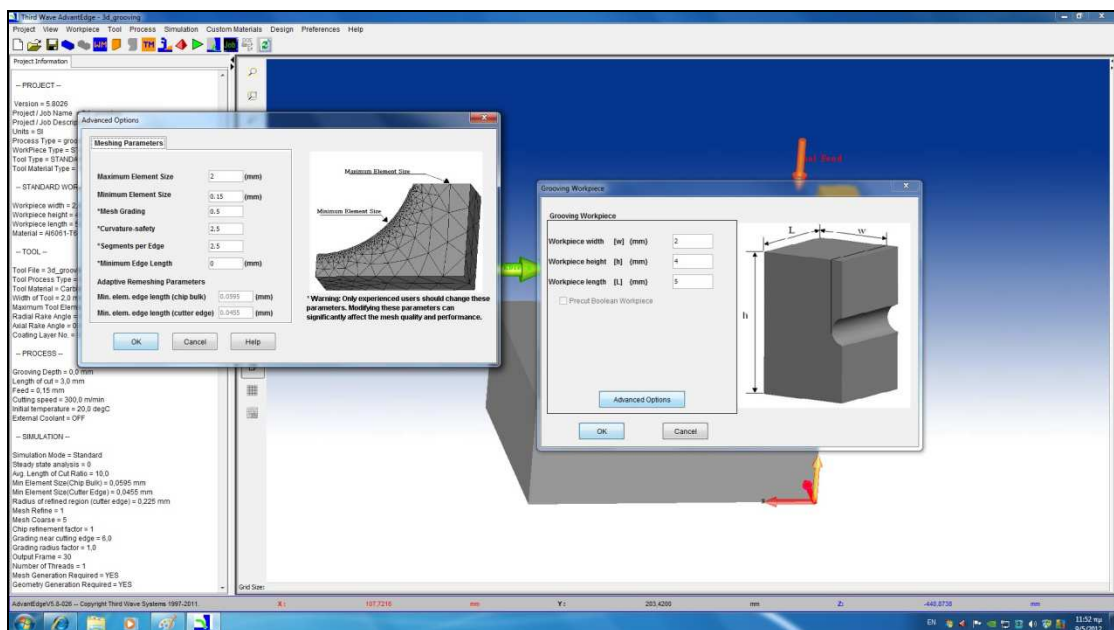 Third Wave AdvantEdge - 3d_grooving
Project View Workpiece Tool Process Simulation Custom Materials Design Preferences Help
WM TM Job
Project Information
-- PROJECT --
Version = 5.8026
Project / Job Name
Project / Job Descrip
Units = SI
Process Type = groo
WorkPiece Type = ST
Tool Type = STANDA
Tool Material Type =
-- STANDARD WOR
Workpiece width = 2,
Workpiece height =
Workpiece length = 5
Material = Al6061-T6
-- TOOL --
Tool File = 3d_groovi
Tool Process Type =
Tool Material = Carbi
Width of Tool = 2,0 m
Maximum Tool Elem
Radial Rake Angle =
Axial Rake Angle = 0
Coating Layer No. =
-- PROCESS --
Grooving Depth = 0,0 mm
Length of cut = 3,0 mm
Feed = 0,15 mm
Cutting speed = 300,0 m/min
Initial temperature = 20,0 degC
External Coolant = OFF
-- SIMULATION --
Simulation Mode = Standard
Steady state analysis = 0
Avg. Length of Cut Ratio = 10,0
Min Element Size(Chip Bulk) = 0,0595 mm
Min Element Size(Cutter Edge) = 0,0455 mm
Radius of refined region (cutter edge) = 0,225 mm
Mesh Refine = 1
Mesh Coarse = 5
Chip refinement factor = 1
Grading near cutting edge = 6,0
Grading radius factor = 1,0
Output Frame = 30
Number of Threads = 1
Mesh Generation Required = YES
Geometry Generation Required = YES
Advanced Options
Meshing Parameters
Maximum Element Size 2 (mm)
Minimum Element Size 0.15 (mm)
*Mesh Grading 0.5
*Curvature-safety 2.5
*Segments per Edge 2.5
*Minimum Edge Length 0 (mm)
Adaptive Remeshing Parameters
Min. elem. edge length (chip bulk) 0.0595 (mm)
Min. elem. edge length (cutter edge) 0.0455 (mm)
Maximum Element Size
Minimum Element Size
* Warning: Only experienced users should change these
parameters. Modifying these parameters can
significantly affect the mesh quality and performance.
OK Cancel Help
Feed
Grooving Workpiece
Grooving Workpiece
Workpiece width [w] (mm) 2
Workpiece height [h] (mm) 4
Workpiece length [L] (mm) 5
Precut Boolean Workpiece
Advanced Options
OK Cancel
L w
h
Grid Size:
AdvantEdgeV5.8-026 -- Copyright Third Wave Systems 1997-2011. X: 107,7210 mm Y: 203,4200 mm Z: -440,8730 mm
EN 11:52 πμ
9/5/2012